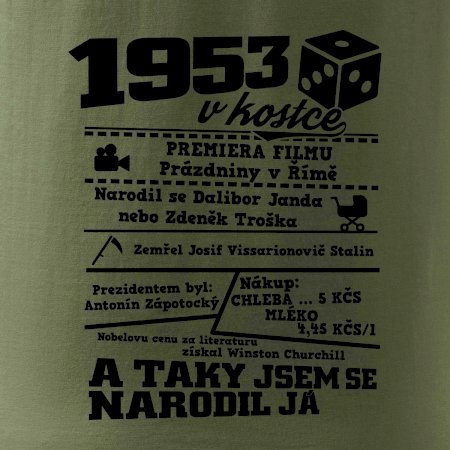 1953
v kostce
PREMIERA FILMU
Prázdniny v Římě
Narodil se Dalibor Janda
nebo Zdeněk Troška
Zemřel Josif Vissarionovič Stalin
Prezidentem byl:
Antonín Zápotocký
Nákup:
CHLEBA ... 5 KČS
MLÉKO
4,45 KČS/l
Nobelovu cenu za literaturu
získal Winston Churchill
A TAKY JSEM SE
NARODIL JÁ